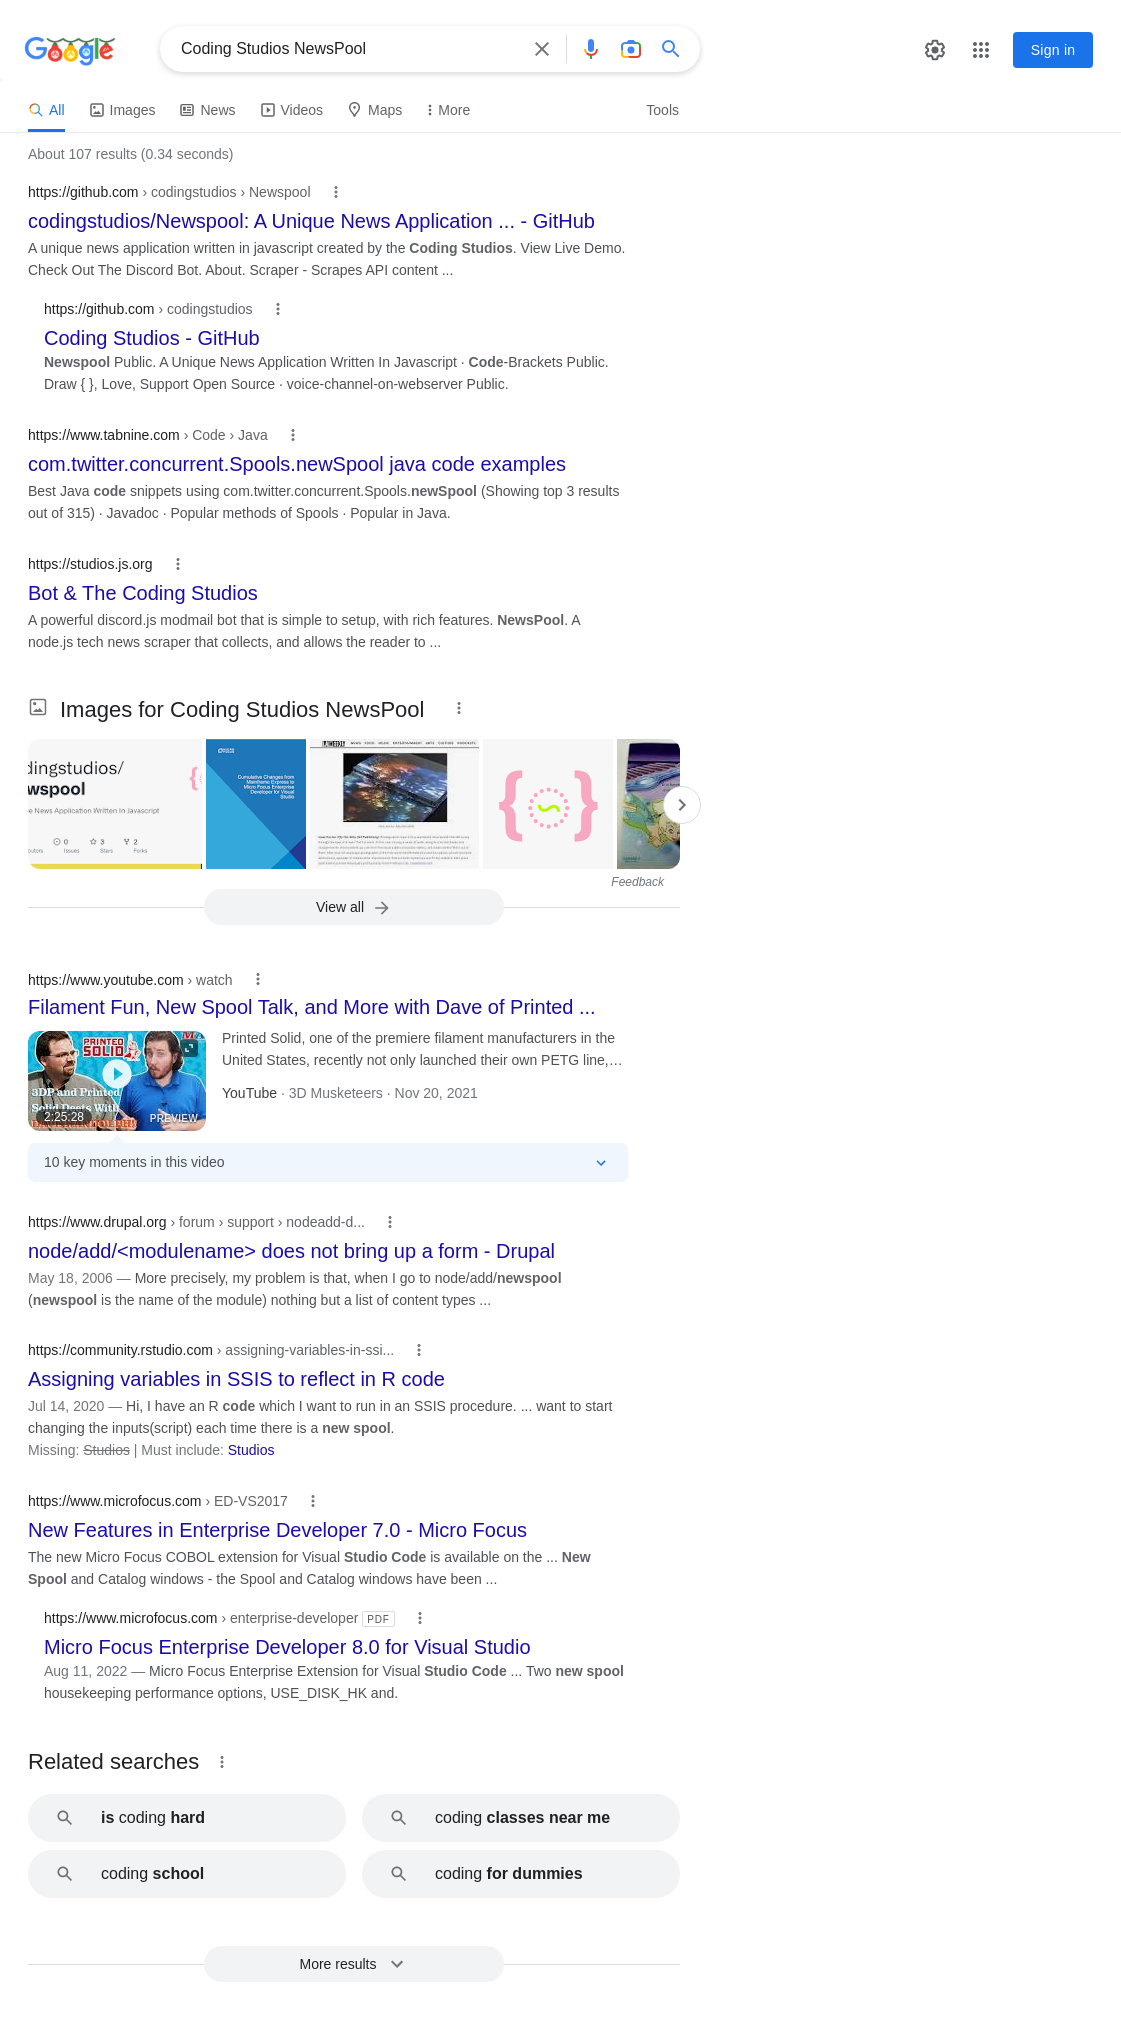 Google
Coding Studios NewsPool
Sign in
All
Images
News
Videos
Maps
More
Tools
About 107 results (0.34 seconds)
https://github.com › codingstudios › Newspool
codingstudios/Newspool: A Unique News Application ... - GitHub
A unique news application written in javascript created by the Coding Studios. View Live Demo.
Check Out The Discord Bot. About. Scraper - Scrapes API content ...
https://github.com › codingstudios
Coding Studios - GitHub
Newspool Public. A Unique News Application Written In Javascript · Code-Brackets Public.
Draw { }, Love, Support Open Source · voice-channel-on-webserver Public.
https://www.tabnine.com › Code › Java
com.twitter.concurrent.Spools.newSpool java code examples
Best Java code snippets using com.twitter.concurrent.Spools.newSpool (Showing top 3 results
out of 315) · Javadoc · Popular methods of Spools · Popular in Java.
https://studios.js.org
Bot & The Coding Studios
A powerful discord.js modmail bot that is simple to setup, with rich features. NewsPool. A
node.js tech news scraper that collects, and allows the reader to ...
Images for Coding Studios NewsPool
dingstudios/
wspool
e News Application Written In Javascript
0
3
2
utors
Issues
Stars
Forks
Cumulative Changes from
Mainframe Express to
Micro Focus Enterprise
Developer for Visual
Studio
Feedback
View all
https://www.youtube.com › watch
Filament Fun, New Spool Talk, and More with Dave of Printed ...
PRINTED
SOLID
3DP and Printed
Solid Deets With
2:25:28
PREVIEW
Printed Solid, one of the premiere filament manufacturers in the
United States, recently not only launched their own PETG line,…
YouTube · 3D Musketeers · Nov 20, 2021
10 key moments in this video
https://www.drupal.org › forum › support › nodeadd-d...
node/add/<modulename> does not bring up a form - Drupal
May 18, 2006 — More precisely, my problem is that, when I go to node/add/newspool
(newspool is the name of the module) nothing but a list of content types ...
https://community.rstudio.com › assigning-variables-in-ssi...
Assigning variables in SSIS to reflect in R code
Jul 14, 2020 — Hi, I have an R code which I want to run in an SSIS procedure. ... want to start
changing the inputs(script) each time there is a new spool.
Missing: Studios | Must include: Studios
https://www.microfocus.com › ED-VS2017
New Features in Enterprise Developer 7.0 - Micro Focus
The new Micro Focus COBOL extension for Visual Studio Code is available on the ... New
Spool and Catalog windows - the Spool and Catalog windows have been ...
https://www.microfocus.com › enterprise-developer PDF
Micro Focus Enterprise Developer 8.0 for Visual Studio
Aug 11, 2022 — Micro Focus Enterprise Extension for Visual Studio Code ... Two new spool
housekeeping performance options, USE_DISK_HK and.
Related searches
is coding hard
coding classes near me
coding school
coding for dummies
More results